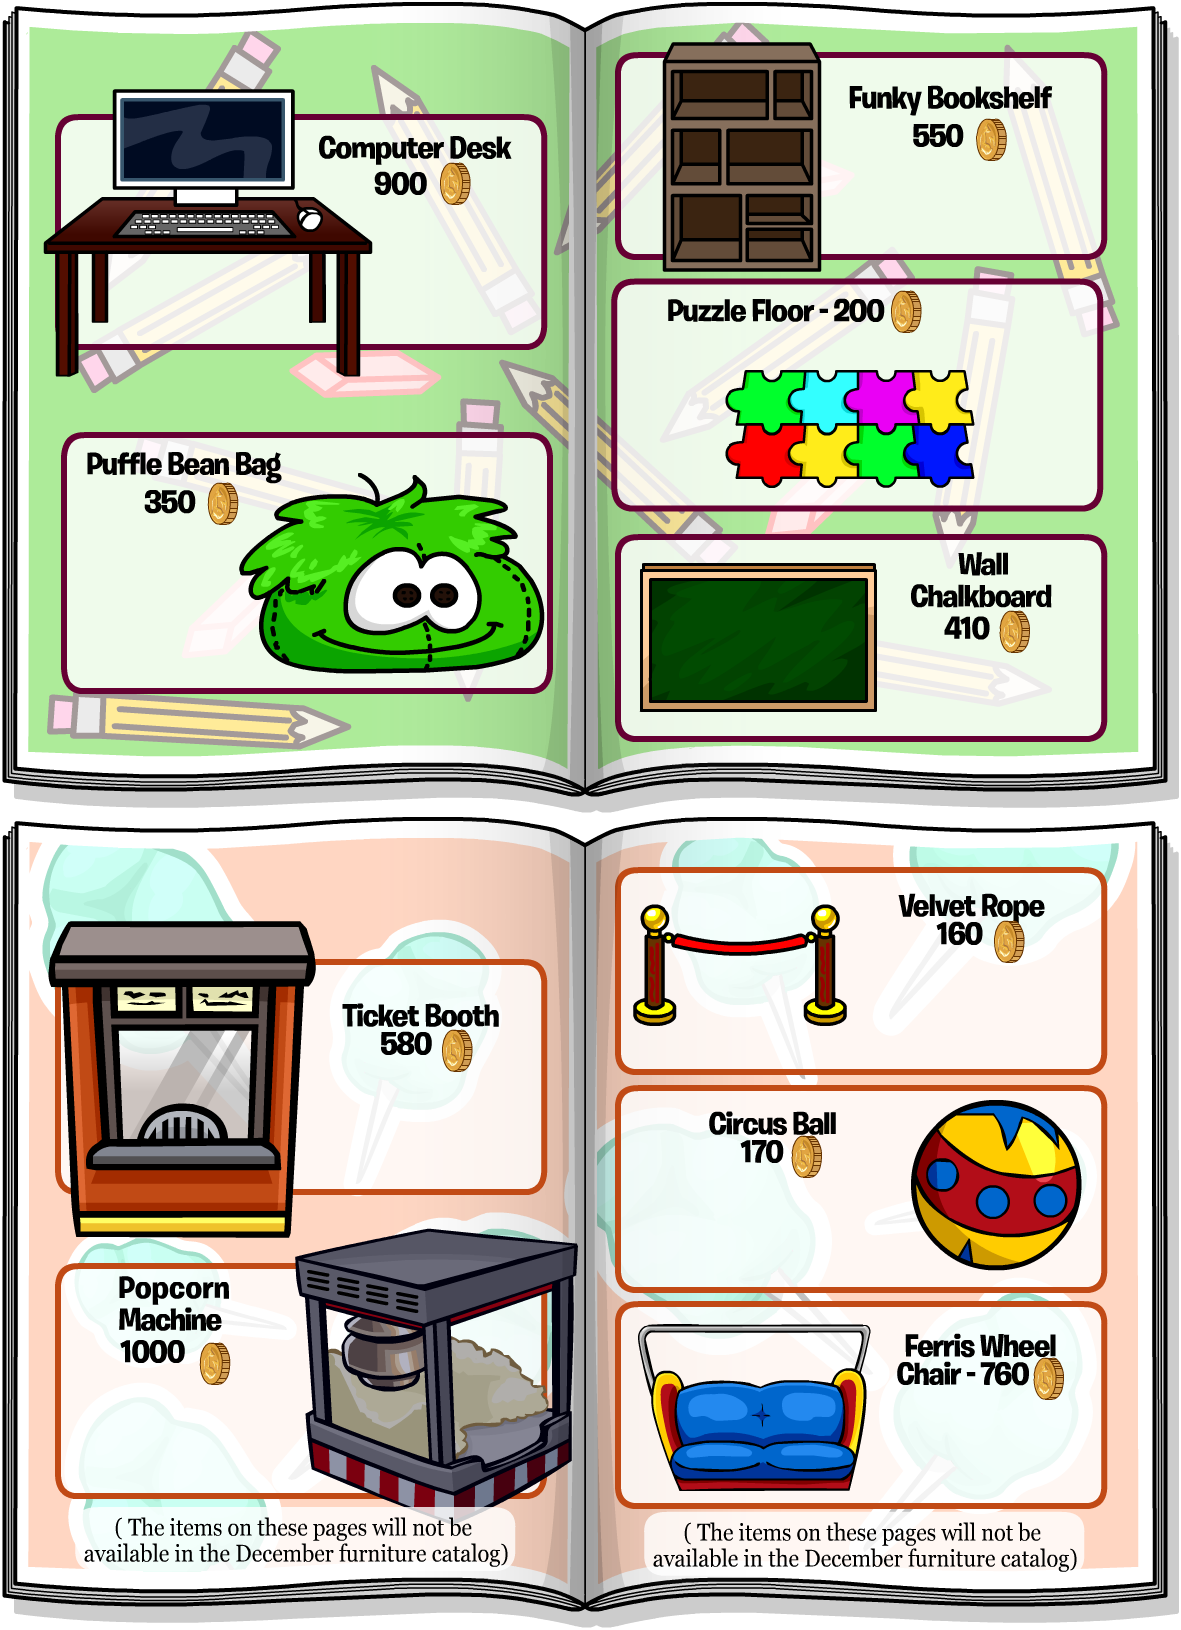 Computer Desk
900
Puffle Bean Bag
350
Funky Bookshelf
550
Puzzle Floor - 200
Wall
Chalkboard
410
Ticket Booth
580
Popcorn
Machine
1000
( The items on these pages will not be
available in the December furniture catalog)
Velvet Rope
160
Circus Ball
170
Ferris Wheel
Chair - 760
( The items on these pages will not be
available in the December furniture catalog)